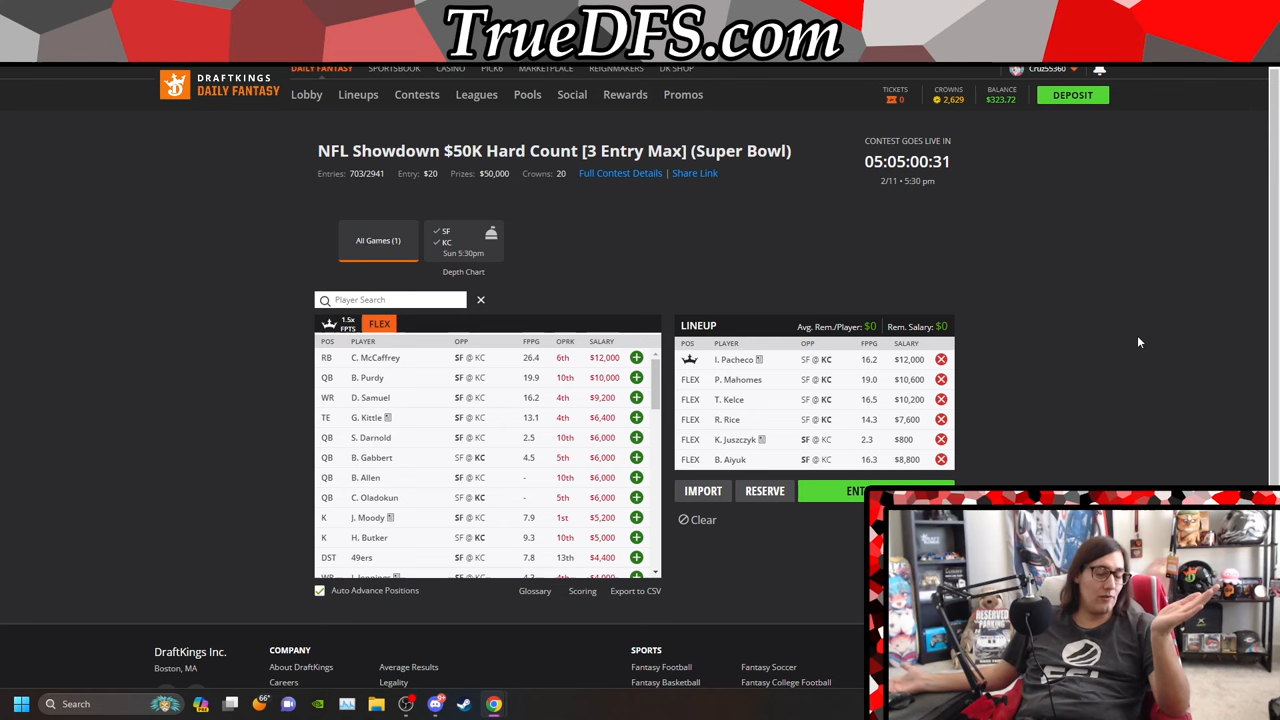 TrueDFS.com
DAILY FANTASY SPORTSBOOK CASINO PICK6 MARKETPLACE REIGNMAKERS DK SHOP
Cruz55360
DRAFTKINGS
DAILY FANTASY
Lobby Lineups Contests Leagues Pools Social Rewards Promos
TICKETS CROWNS BALANCE
0 2,629 $323.72
DEPOSIT
NFL Showdown $50K Hard Count [3 Entry Max] (Super Bowl)
Entries: 703/2941 Entry: $20 Prizes: $50,000 Crowns: 20 Full Contest Details | Share Link
CONTEST GOES LIVE IN
05:05:00:31
2/11 • 5:30 pm
All Games (1)
SF
KC
Sun 5:30pm
Depth Chart
Player Search
1.5x
FPTS
FLEX
POS PLAYER OPP FPPG OPRK SALARY
RB C. McCaffrey SF @ KC 26.4 6th $12,000
QB B. Purdy SF @ KC 19.9 10th $10,000
WR D. Samuel SF @ KC 16.2 4th $9,200
TE G. Kittle SF @ KC 13.1 4th $6,400
QB S. Darnold SF @ KC 2.5 10th $6,000
QB B. Gabbert SF @ KC 4.5 5th $6,000
QB B. Allen SF @ KC - 10th $6,000
QB C. Oladokun SF @ KC - 5th $6,000
K J. Moody SF @ KC 7.9 1st $5,200
K H. Butker SF @ KC 9.3 10th $5,000
DST 49ers SF @ KC 7.8 13th $4,400
Auto Advance Positions
Glossary Scoring Export to CSV
LINEUP
Avg. Rem./Player: $0 Rem. Salary: $0
POS PLAYER OPP FPPG SALARY
I. Pacheco SF @ KC 16.2 $12,000
FLEX P. Mahomes SF @ KC 19.0 $10,600
FLEX T. Kelce SF @ KC 16.5 $10,200
FLEX R. Rice SF @ KC 14.3 $7,600
FLEX K. Juszczyk SF @ KC 2.3 $800
FLEX B. Aiyuk SF @ KC 16.3 $8,800
IMPORT RESERVE ENT
Clear
RESERVED
PARKING
DraftKings Inc.
Boston, MA
COMPANY
About DraftKings
Careers
Average Results
Legality
SPORTS
Fantasy Football
Fantasy Basketball
Fantasy Soccer
Fantasy College Football
66°
Search